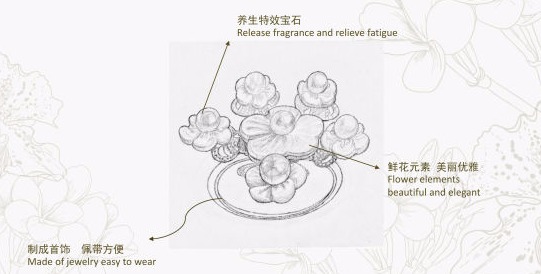 养生特效宝石
Release fragrance and relieve fatigue
鲜花元素 美丽优雅
Flower elements
beautiful and elegant
制成首饰 佩带方便
Made of jewelry easy to wear